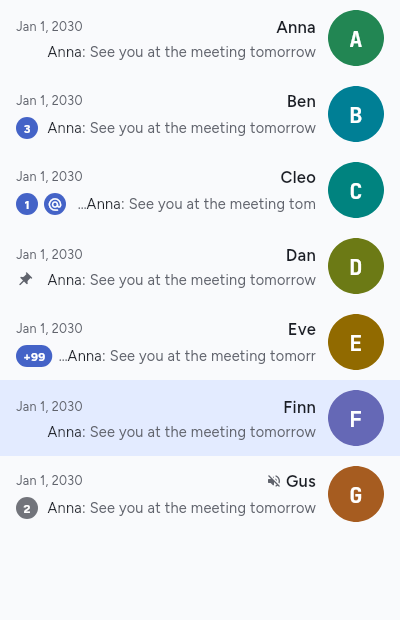 Jan 1, 2030 Anna A
Anna: See you at the meeting tomorrow
Jan 1, 2030 Ben B
3 Anna: See you at the meeting tomorrow
Jan 1, 2030 Cleo C
1 @ ...Anna: See you at the meeting tom
Jan 1, 2030 Dan D
Anna: See you at the meeting tomorrow
Jan 1, 2030 Eve E
+99 ...Anna: See you at the meeting tomorr
Jan 1, 2030 Finn F
Anna: See you at the meeting tomorrow
Jan 1, 2030 Gus G
2 Anna: See you at the meeting tomorrow